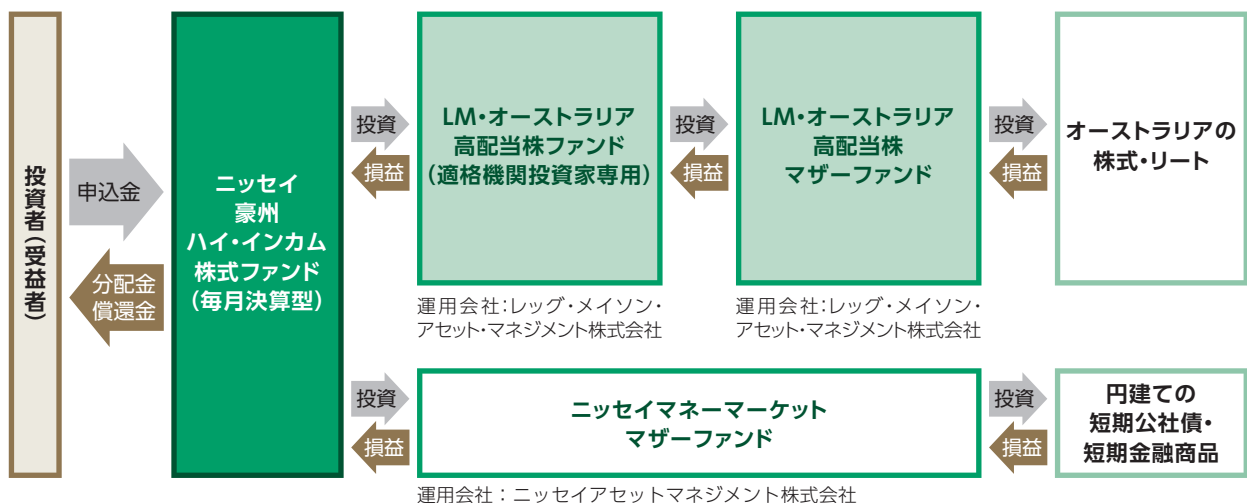 投資者(受益者)
申込金
分配金
償還金
ニッセイ
豪州
ハイ・インカム
株式ファンド
(毎月決算型)
投資
損益
LM・オーストラリア
高配当株ファンド
(適格機関投資家専用)
運用会社:レッグ・メイソン・
アセット・マネジメント株式会社
投資
損益
LM・オーストラリア
高配当株
マザーファンド
運用会社:レッグ・メイソン・
アセット・マネジメント株式会社
投資
損益
オーストラリアの
株式・リート
投資
損益
ニッセイマネーマーケット
マザーファンド
運用会社:ニッセイアセットマネジメント株式会社
投資
損益
円建ての
短期公社債・
短期金融商品